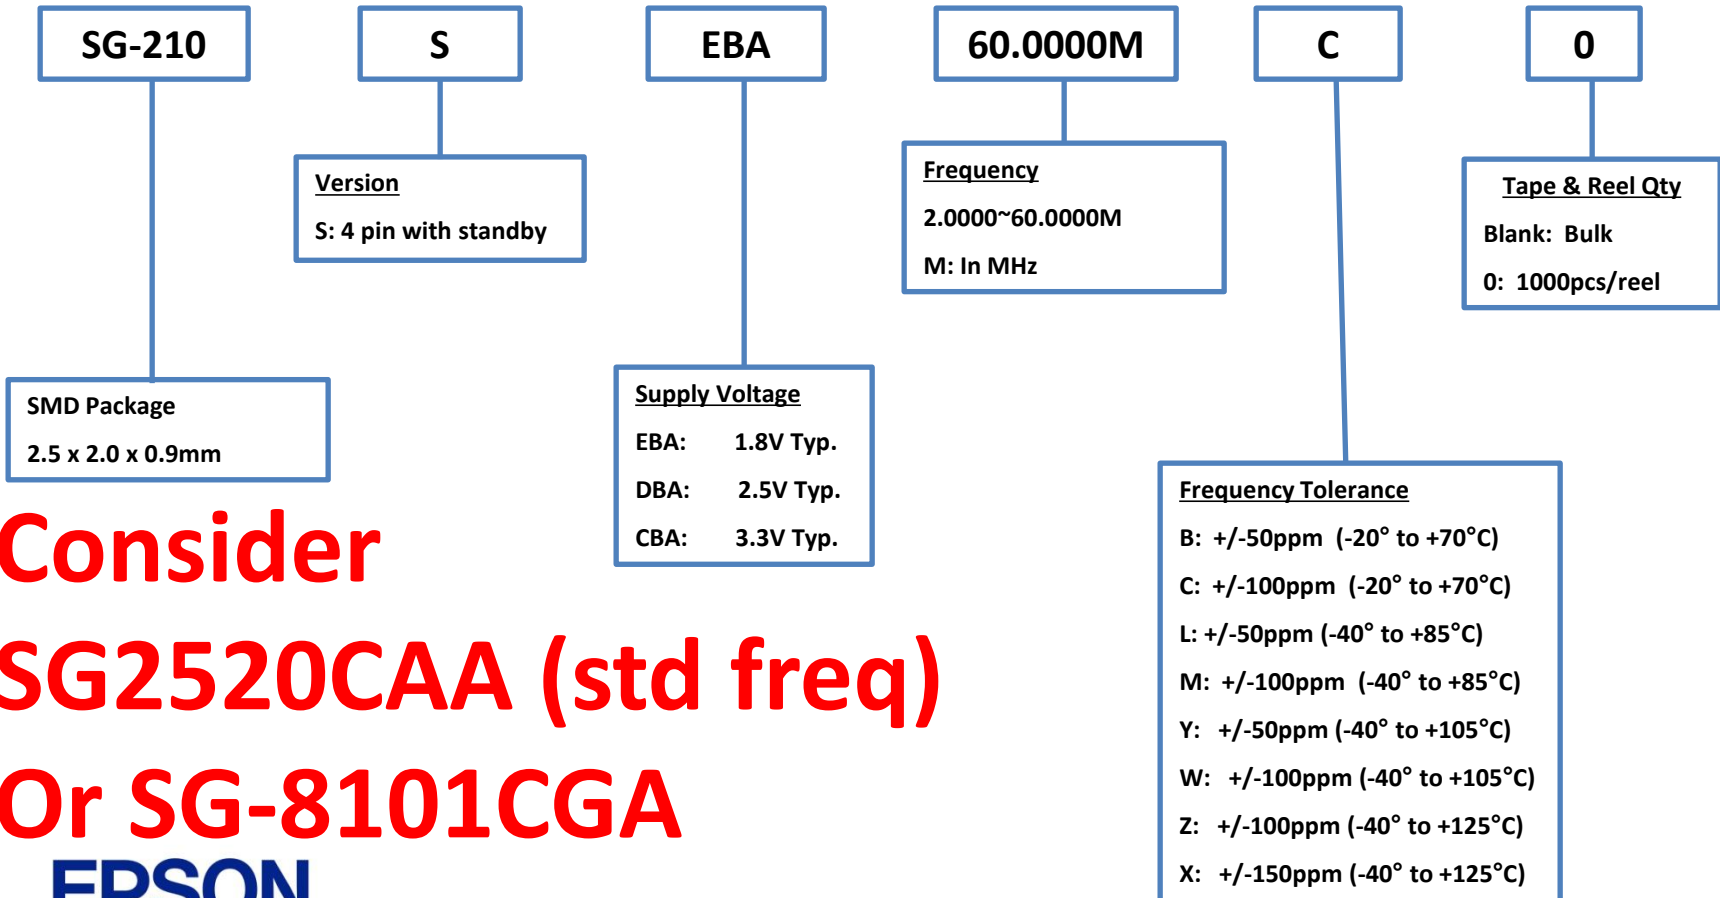 SG-210
S
EBA
60.0000M
C
0
Version
S: 4 pin with standby
Frequency
2.0000~60.0000M
M: In MHz
Tape & Reel Qty
Blank: Bulk
0: 1000pcs/reel
SMD Package
2.5 x 2.0 x 0.9mm
Supply Voltage
EBA: 1.8V Typ.
DBA: 2.5V Typ.
CBA: 3.3V Typ.
Frequency Tolerance
B: +/-50ppm (-20° to +70°C)
C: +/-100ppm (-20° to +70°C)
L: +/-50ppm (-40° to +85°C)
M: +/-100ppm (-40° to +85°C)
Y: +/-50ppm (-40° to +105°C)
W: +/-100ppm (-40° to +105°C)
Z: +/-100ppm (-40° to +125°C)
X: +/-150ppm (-40° to +125°C)
Consider
SG2520CAA (std freq)
Or SG-8101CGA
EPSON